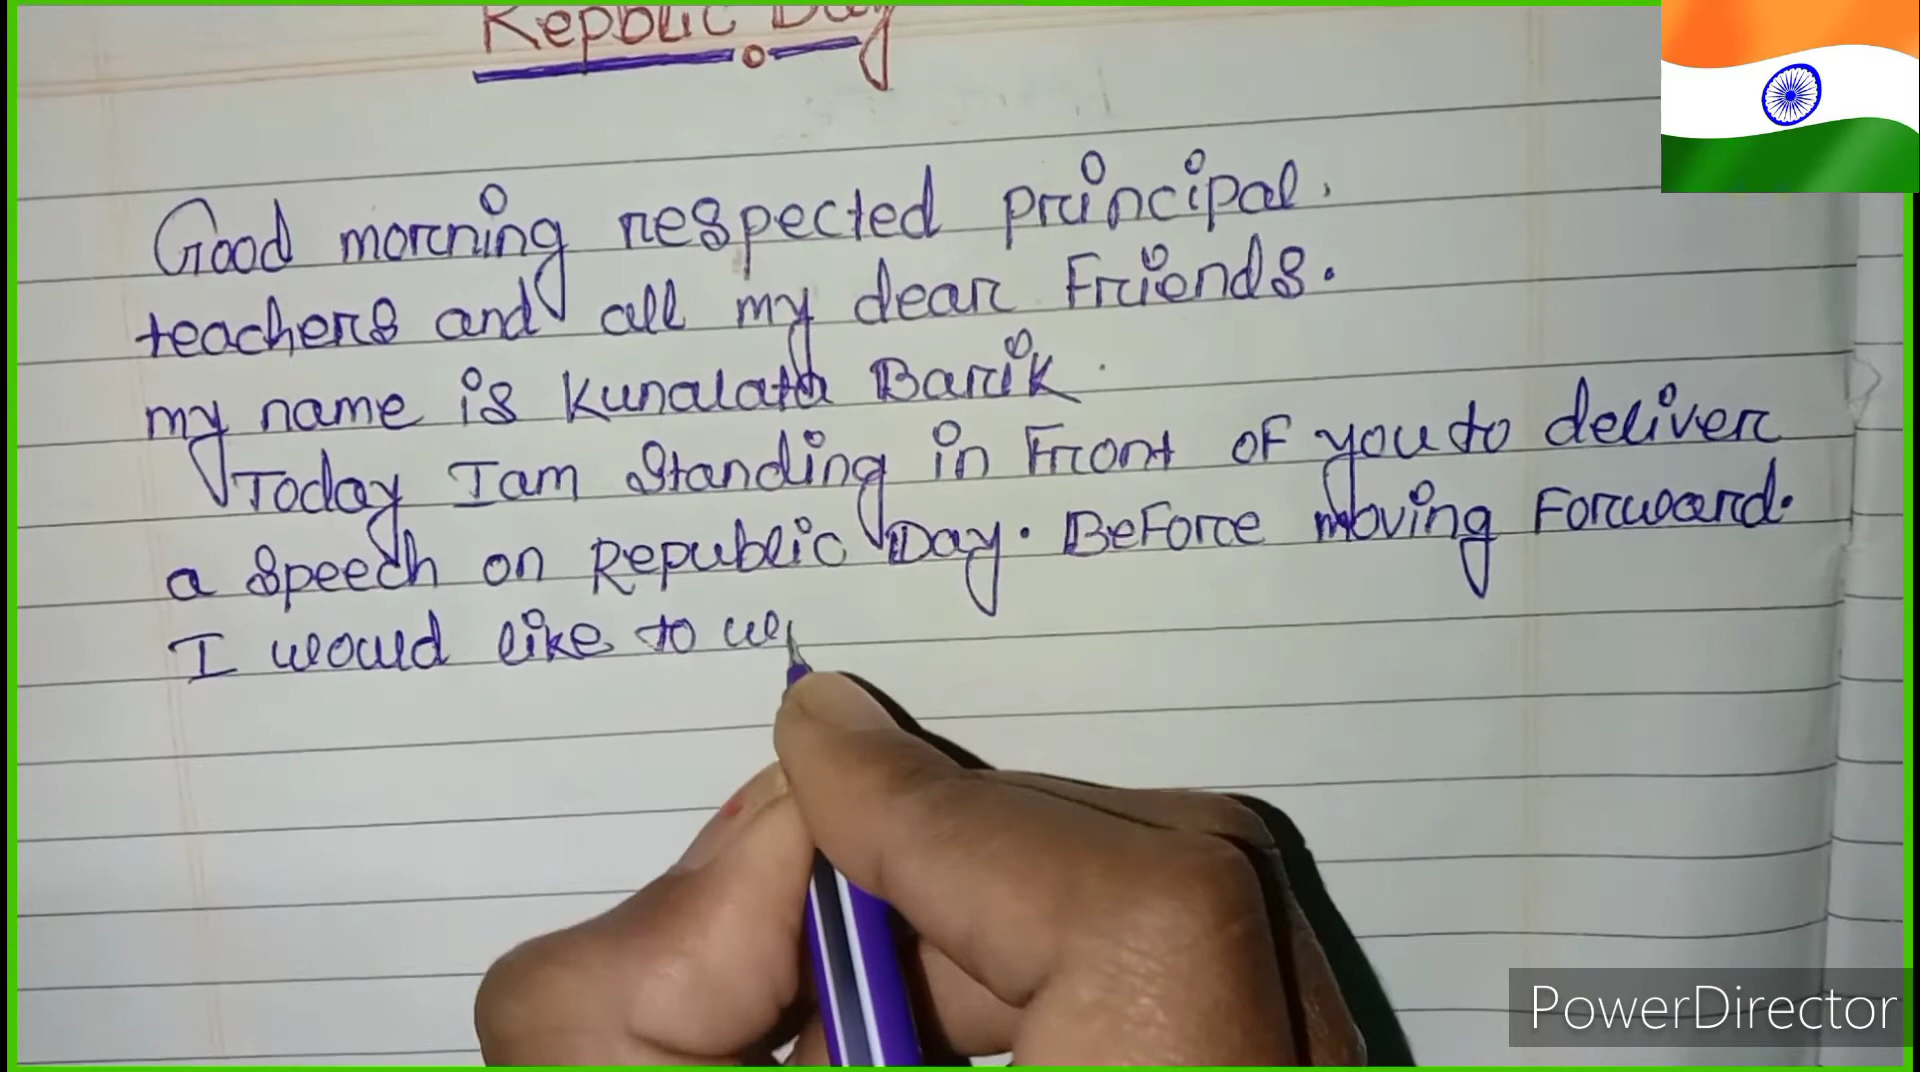 Repblic Day
Good morning respected principal.
teachers and all my dear Friends.
my name is Kunalata Barik.
Today I am Standing in Front of you to deliver
a speech on Republic Day. Before moving Forward.
I would like to
PowerDirector